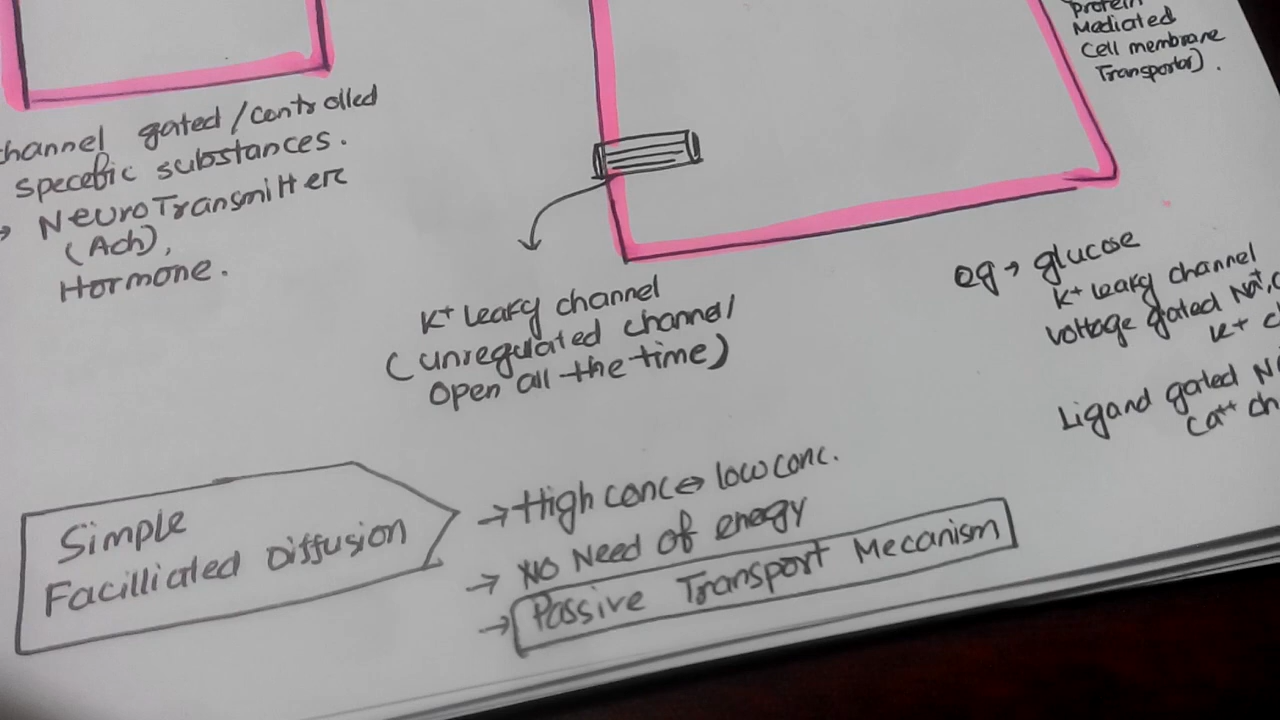 Protein
Mediated
Cell membrane
Transporter).
channel gated/controlled
specefic substances.
→ NeuroTransmitter
(Ach),
Hormone.
K+ Leaky channel
(unregulated channel/
open all the time)
eg → glucose
K+ Leaky channel
voltage gated Na+,
K+
Ligand gated
Ca++
Simple
Facilliated Diffusion
→ High conc → low conc.
→ No Need of energy
→ Passive Transport Mecanism